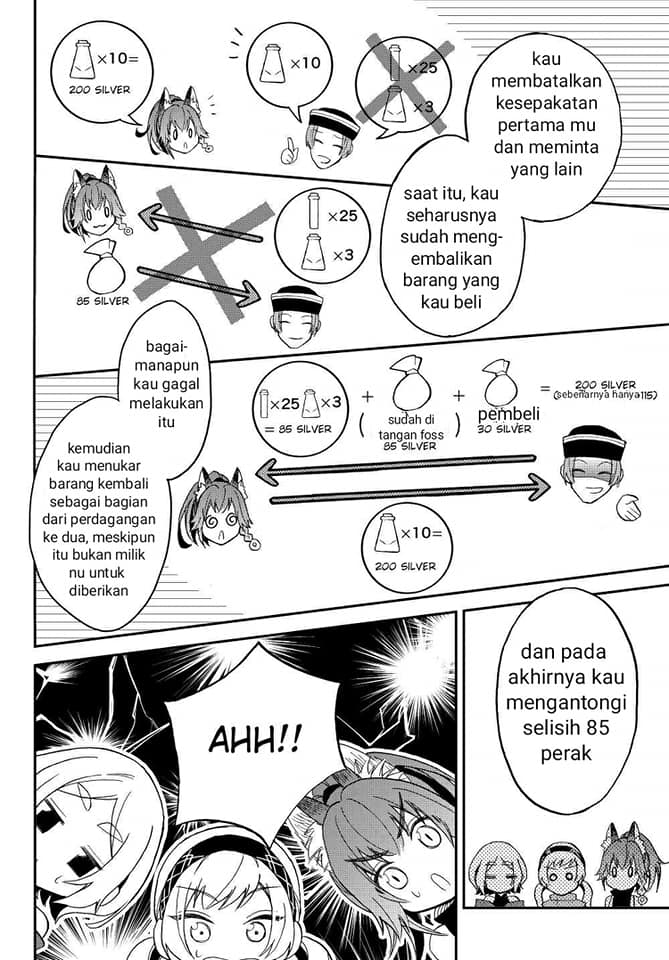 ×10=
200 SILVER
×10
×25
×3
kau
membatalkan
kesepakatan
pertama mu
dan meminta
yang lain
saat itu, kau
seharusnya
sudah meng-
embalikan
barang yang
kau beli
×25
×3
85 SILVER
bagai-
manapun
kau gagal
melakukan
itu
kemudian
kau menukar
barang kembali
sebagai bagian
dari perdagangan
ke dua, meskipun
itu bukan milik
nu untuk
diberikan
×25 ×3
= 85 SILVER
+
( sudah di
tangan foss )
85 SILVER
+
pembeli
30 SILVER
= 200 SILVER
(sebenarnya hanya 115)
×10=
200 SILVER
dan pada
akhirnya kau
mengantongi
selisih 85
perak
AHH!!